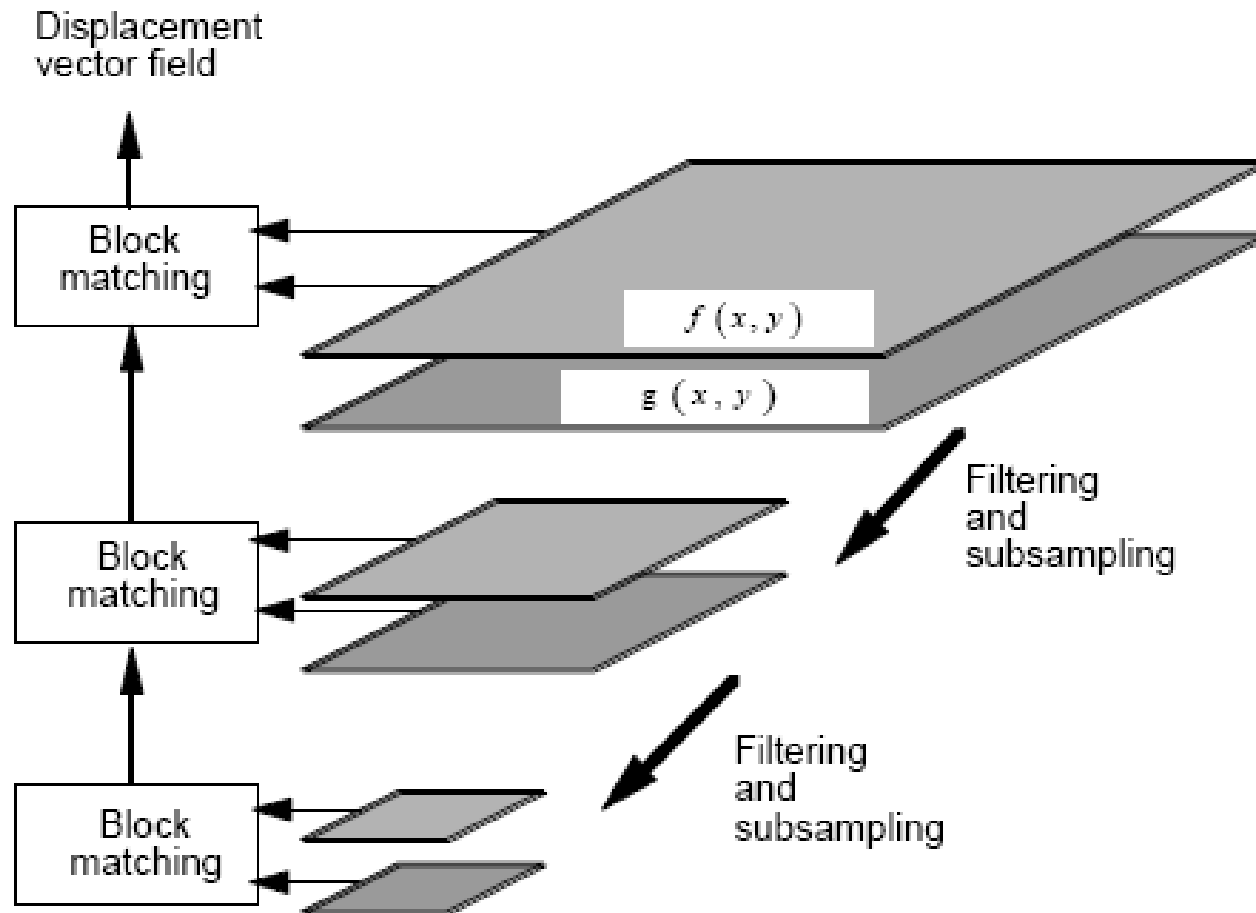 Displacement
vector field
Block
matching
f (x, y)
g (x, y)
Filtering
and
subsampling
Block
matching
Filtering
and
subsampling
Block
matching